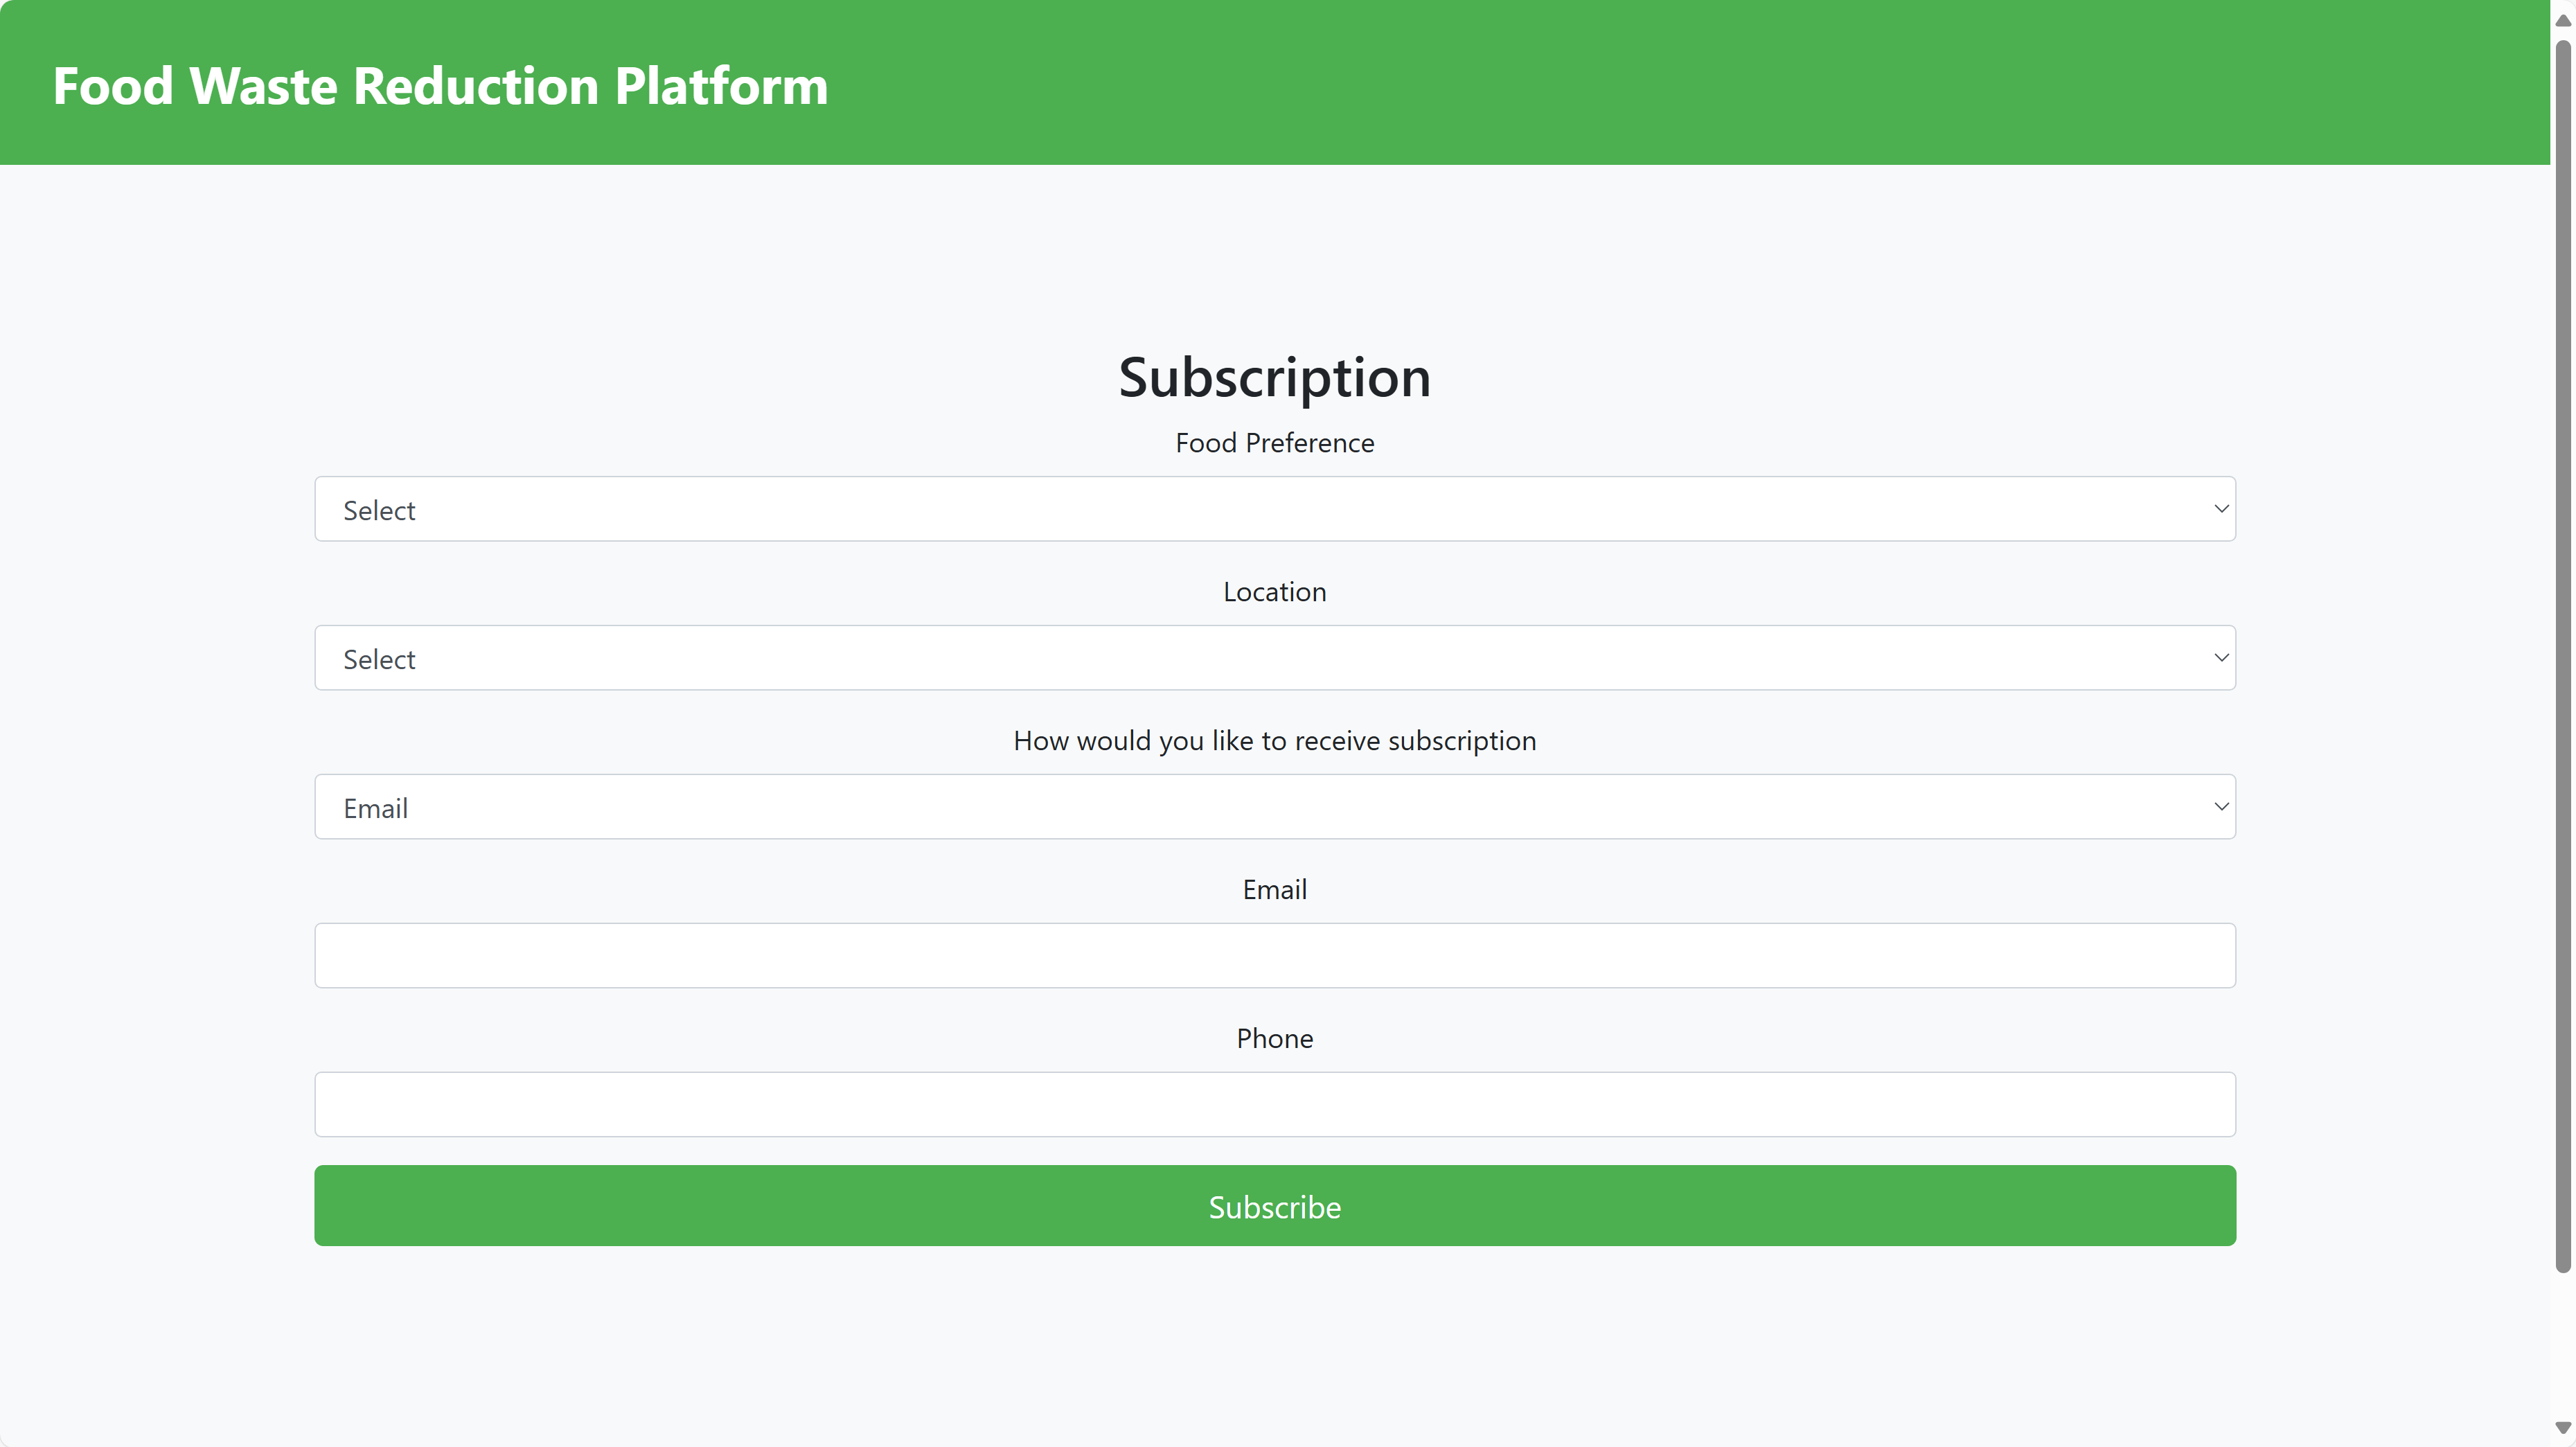 Food Waste Reduction Platform
Subscription
Food Preference
Select
Location
Select
How would you like to receive subscription
Email
Email
Phone
Subscribe